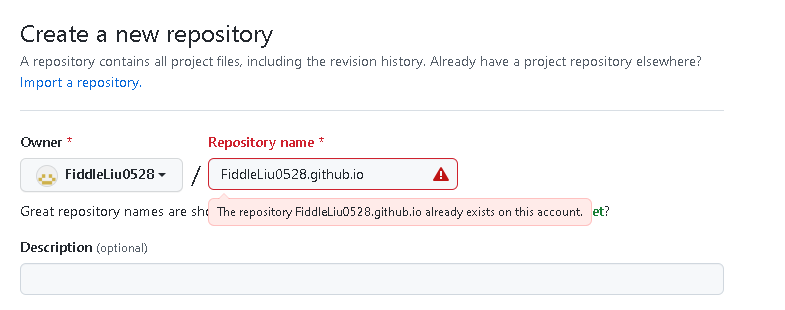 Create a new repository
A repository contains all project files, including the revision history. Already have a project repository elsewhere?
Import a repository.
Owner *
Repository name *
FiddleLiu0528
/
FiddleLiu0528.github.io
Great repository names are sho
et?
The repository FiddleLiu0528.github.io already exists on this account.
Description (optional)